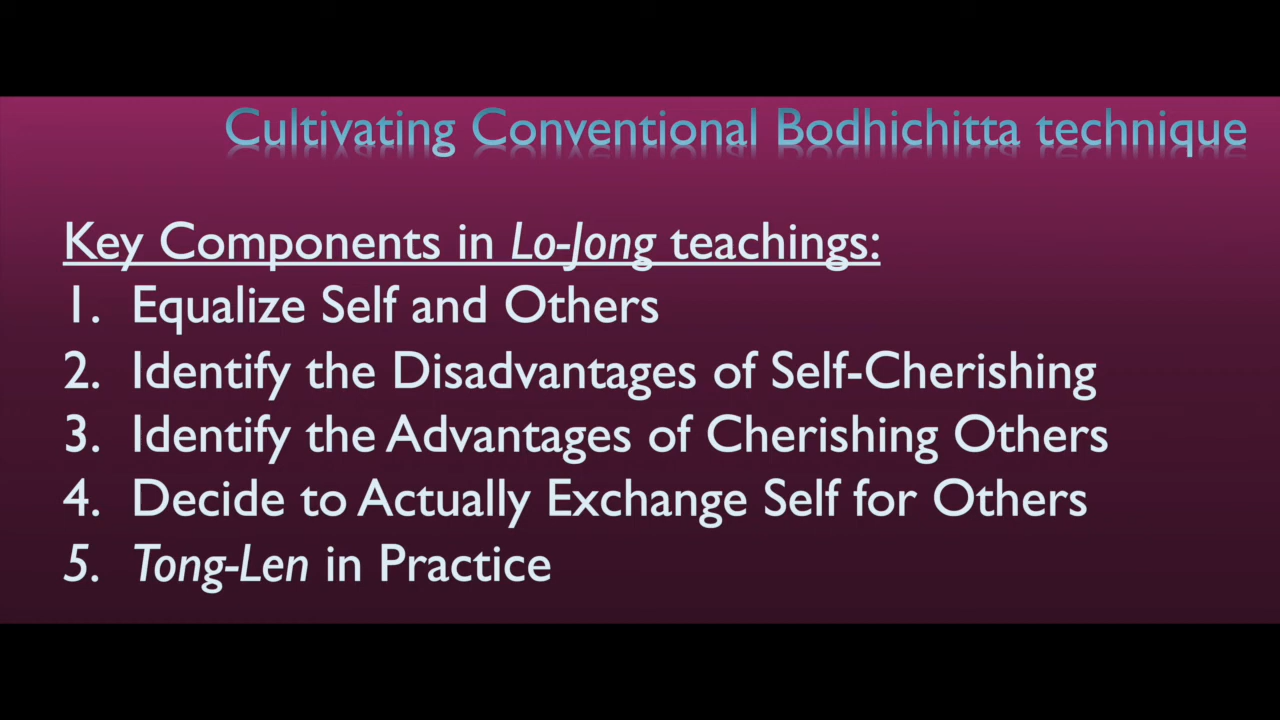 Cultivating Conventional Bodhichitta technique
Key Components in Lo-Jong teachings:
1. Equalize Self and Others
2. Identify the Disadvantages of Self-Cherishing
3. Identify the Advantages of Cherishing Others
4. Decide to Actually Exchange Self for Others
5. Tong-Len in Practice